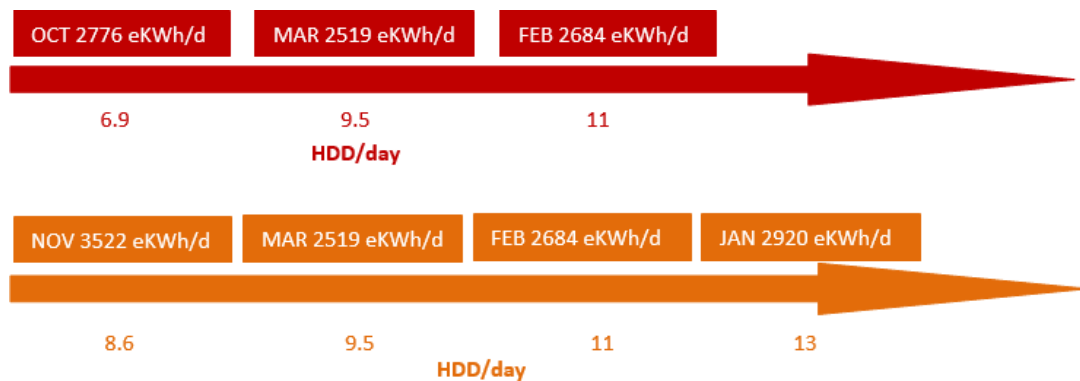 OCT 2776 eKWh/d MAR 2519 eKWh/d FEB 2684 eKWh/d
6.9 9.5 11
HDD/day
NOV 3522 eKWh/d MAR 2519 eKWh/d FEB 2684 eKWh/d JAN 2920 eKWh/d
8.6 9.5 11 13
HDD/day